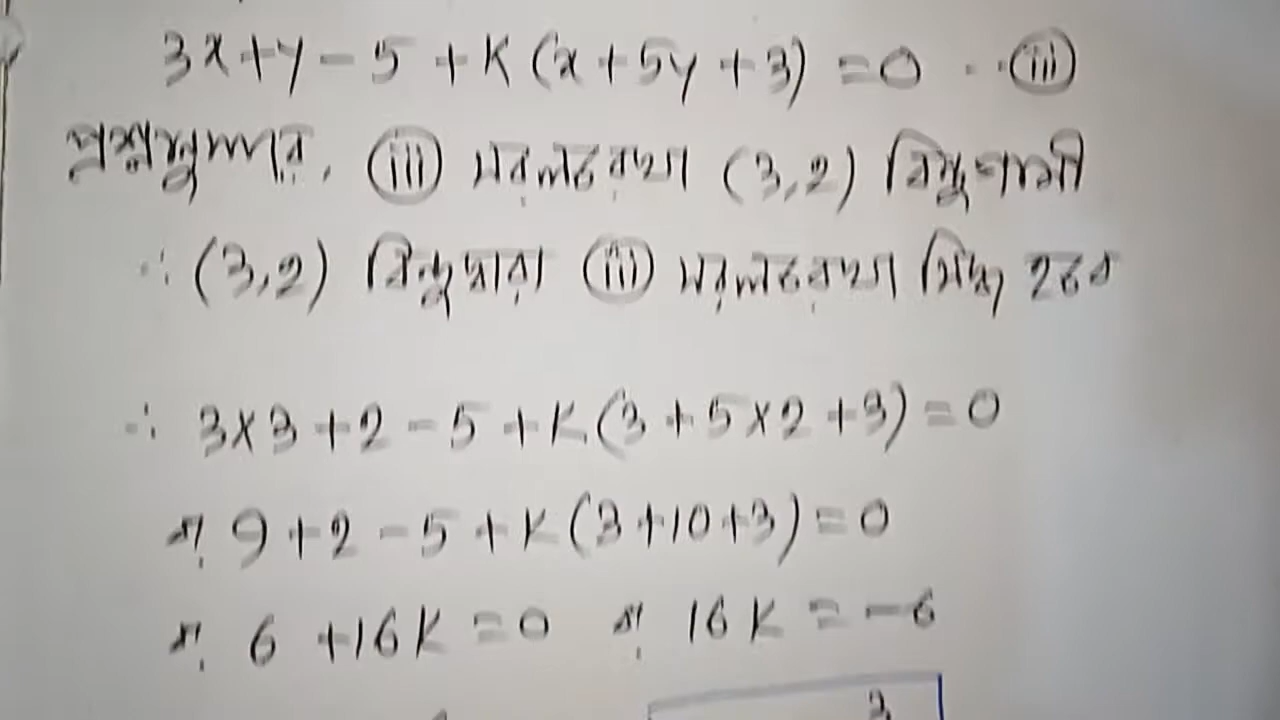 3x+y-5+K(x+5y+3)=0 ...(iii)
প্রশ্নানুসারে, (iii) সরলরেখা (3,2) বিন্দুগামী
∴ (3,2) বিন্দুদ্বারা (iii) সরলরেখা সিদ্ধ হবে
∴ 3×3+2-5+K(3+5×2+3)=0
বা, 9+2-5+K(3+10+3)=0
বা, 6+16K=0 বা, 16K=-6
3